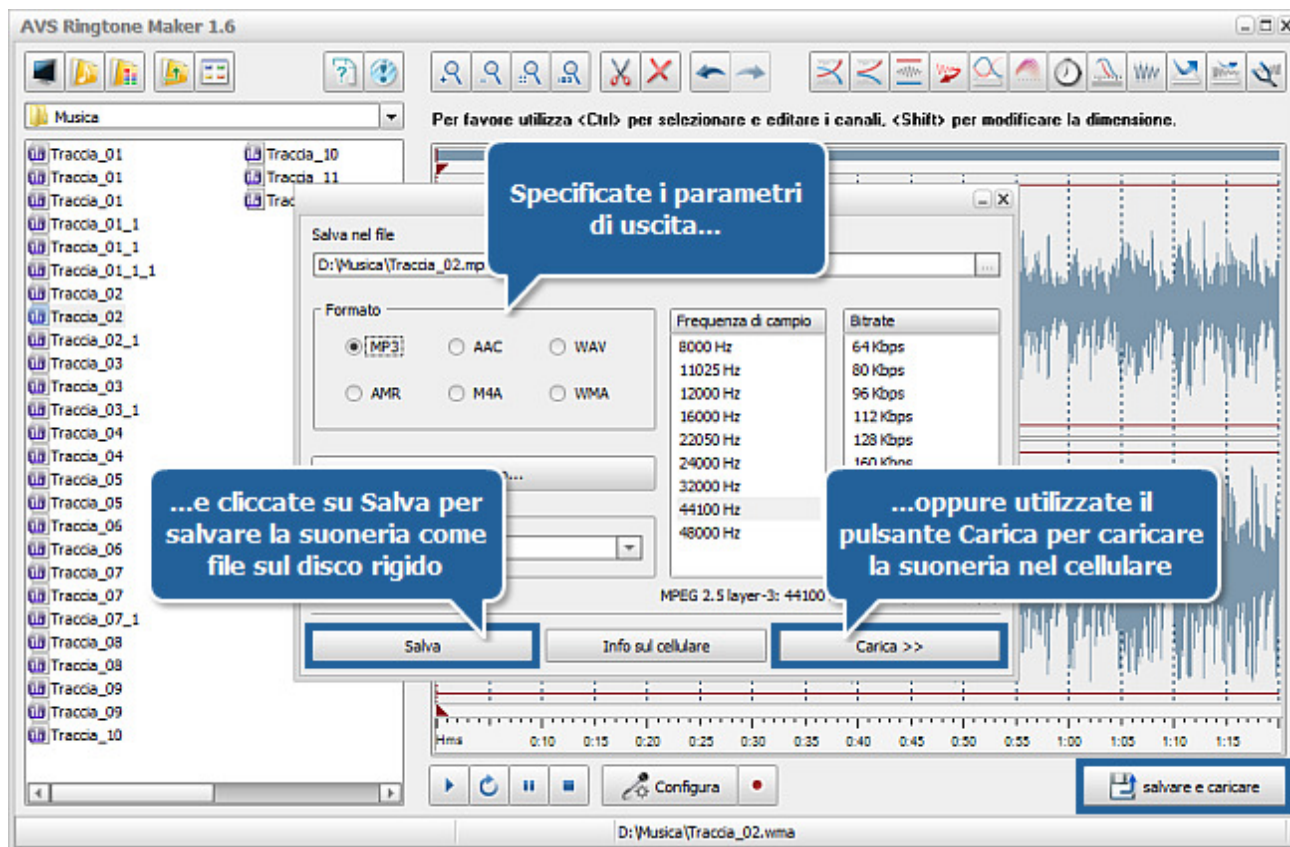 AVS Ringtone Maker 1.6
Musica
Per favore utilizza <Ctrl> per selezionare e editare i canali, <Shift> per modificare la dimensione.
Traccia_01
Traccia_01
Traccia_01
Traccia_01_1
Traccia_01_1
Traccia_01_1_1
Traccia_02
Traccia_02
Traccia_02_1
Traccia_03
Traccia_03
Traccia_03_1
Traccia_04
Traccia_04
Traccia_05
Traccia_05
Traccia_06
Traccia_06
Traccia_07
Traccia_07
Traccia_07_1
Traccia_08
Traccia_08
Traccia_09
Traccia_09
Traccia_10
Traccia_10
Traccia_11
Specificate i parametri
di uscita...
Salva nel file
D:\Musica\Traccia_02.mp
Formato
MP3
AAC
WAV
AMR
M4A
WMA
Frequenza di campio
8000 Hz
11025 Hz
12000 Hz
16000 Hz
22050 Hz
24000 Hz
32000 Hz
44100 Hz
48000 Hz
Bitrate
64 Kbps
80 Kbps
96 Kbps
112 Kbps
128 Kbps
160 Kbps
...e cliccate su Salva per
salvare la suoneria come
file sul disco rigido
...oppure utilizzate il
pulsante Carica per caricare
la suoneria nel cellulare
MPEG 2.5 layer-3: 44100
Salva
Info sul cellulare
Carica >>
Hms 0:10 0:15 0:20 0:25 0:30 0:35 0:40 0:45 0:50 0:55 1:00 1:05 1:10 1:15
Configura
salvare e caricare
D:\Musica\Traccia_02.wma